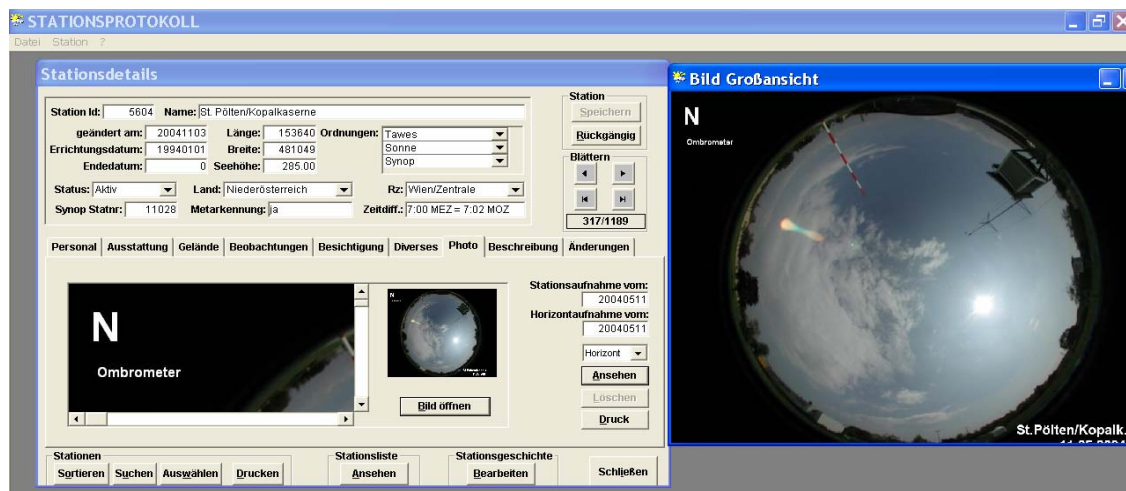 STATIONSPROTOKOLL
Datei Station ?
Stationsdetails
Station Id: 5604 Name: St. Pölten/Kopalkaserne
geändert am: 20041103 Länge: 153640 Ordnungen: Tawes
Errichtungsdatum: 19940101 Breite: 481049 Sonne
Endedatum: 0 Seehöhe: 285.00 Synop
Status: Aktiv Land: Niederösterreich Rz: Wien/Zentrale
Synop Statnr: 11028 Metarkennung: ja Zeitdiff.: 7:00 MEZ = 7:02 MOZ
Station
Speichern
Rückgängig
Blättern
317/1189
Personal Ausstattung Gelände Beobachtungen Besichtigung Diverses Photo Beschreibung Änderungen
N
Ombrometer
N
Bild öffnen
Stationsaufnahme vom:
20040511
Horizontaufnahme vom:
20040511
Horizont
Ansehen
Löschen
Druck
Stationen
Sortieren Suchen Auswählen Drucken
Stationsliste
Ansehen
Stationsgeschichte
Bearbeiten
Schließen
Bild Großansicht
N
Ombrometer
St.Pölten/Kopalk.